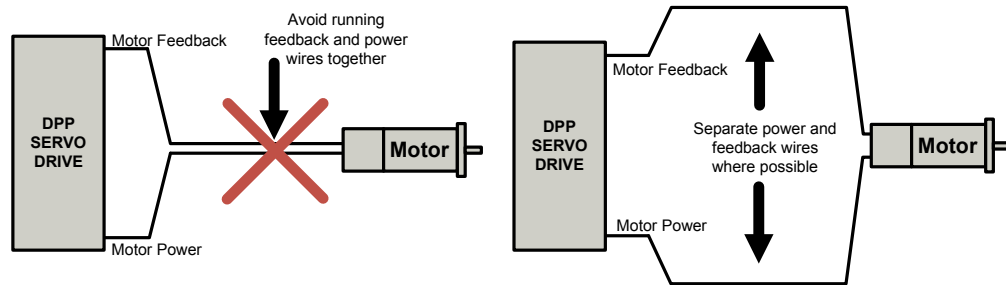 Motor Feedback
Avoid running
feedback and power
wires together
DPP
SERVO
DRIVE
Motor
Motor Power
Motor Feedback
DPP
SERVO
DRIVE
Separate power and
feedback wires
where possible
Motor
Motor Power